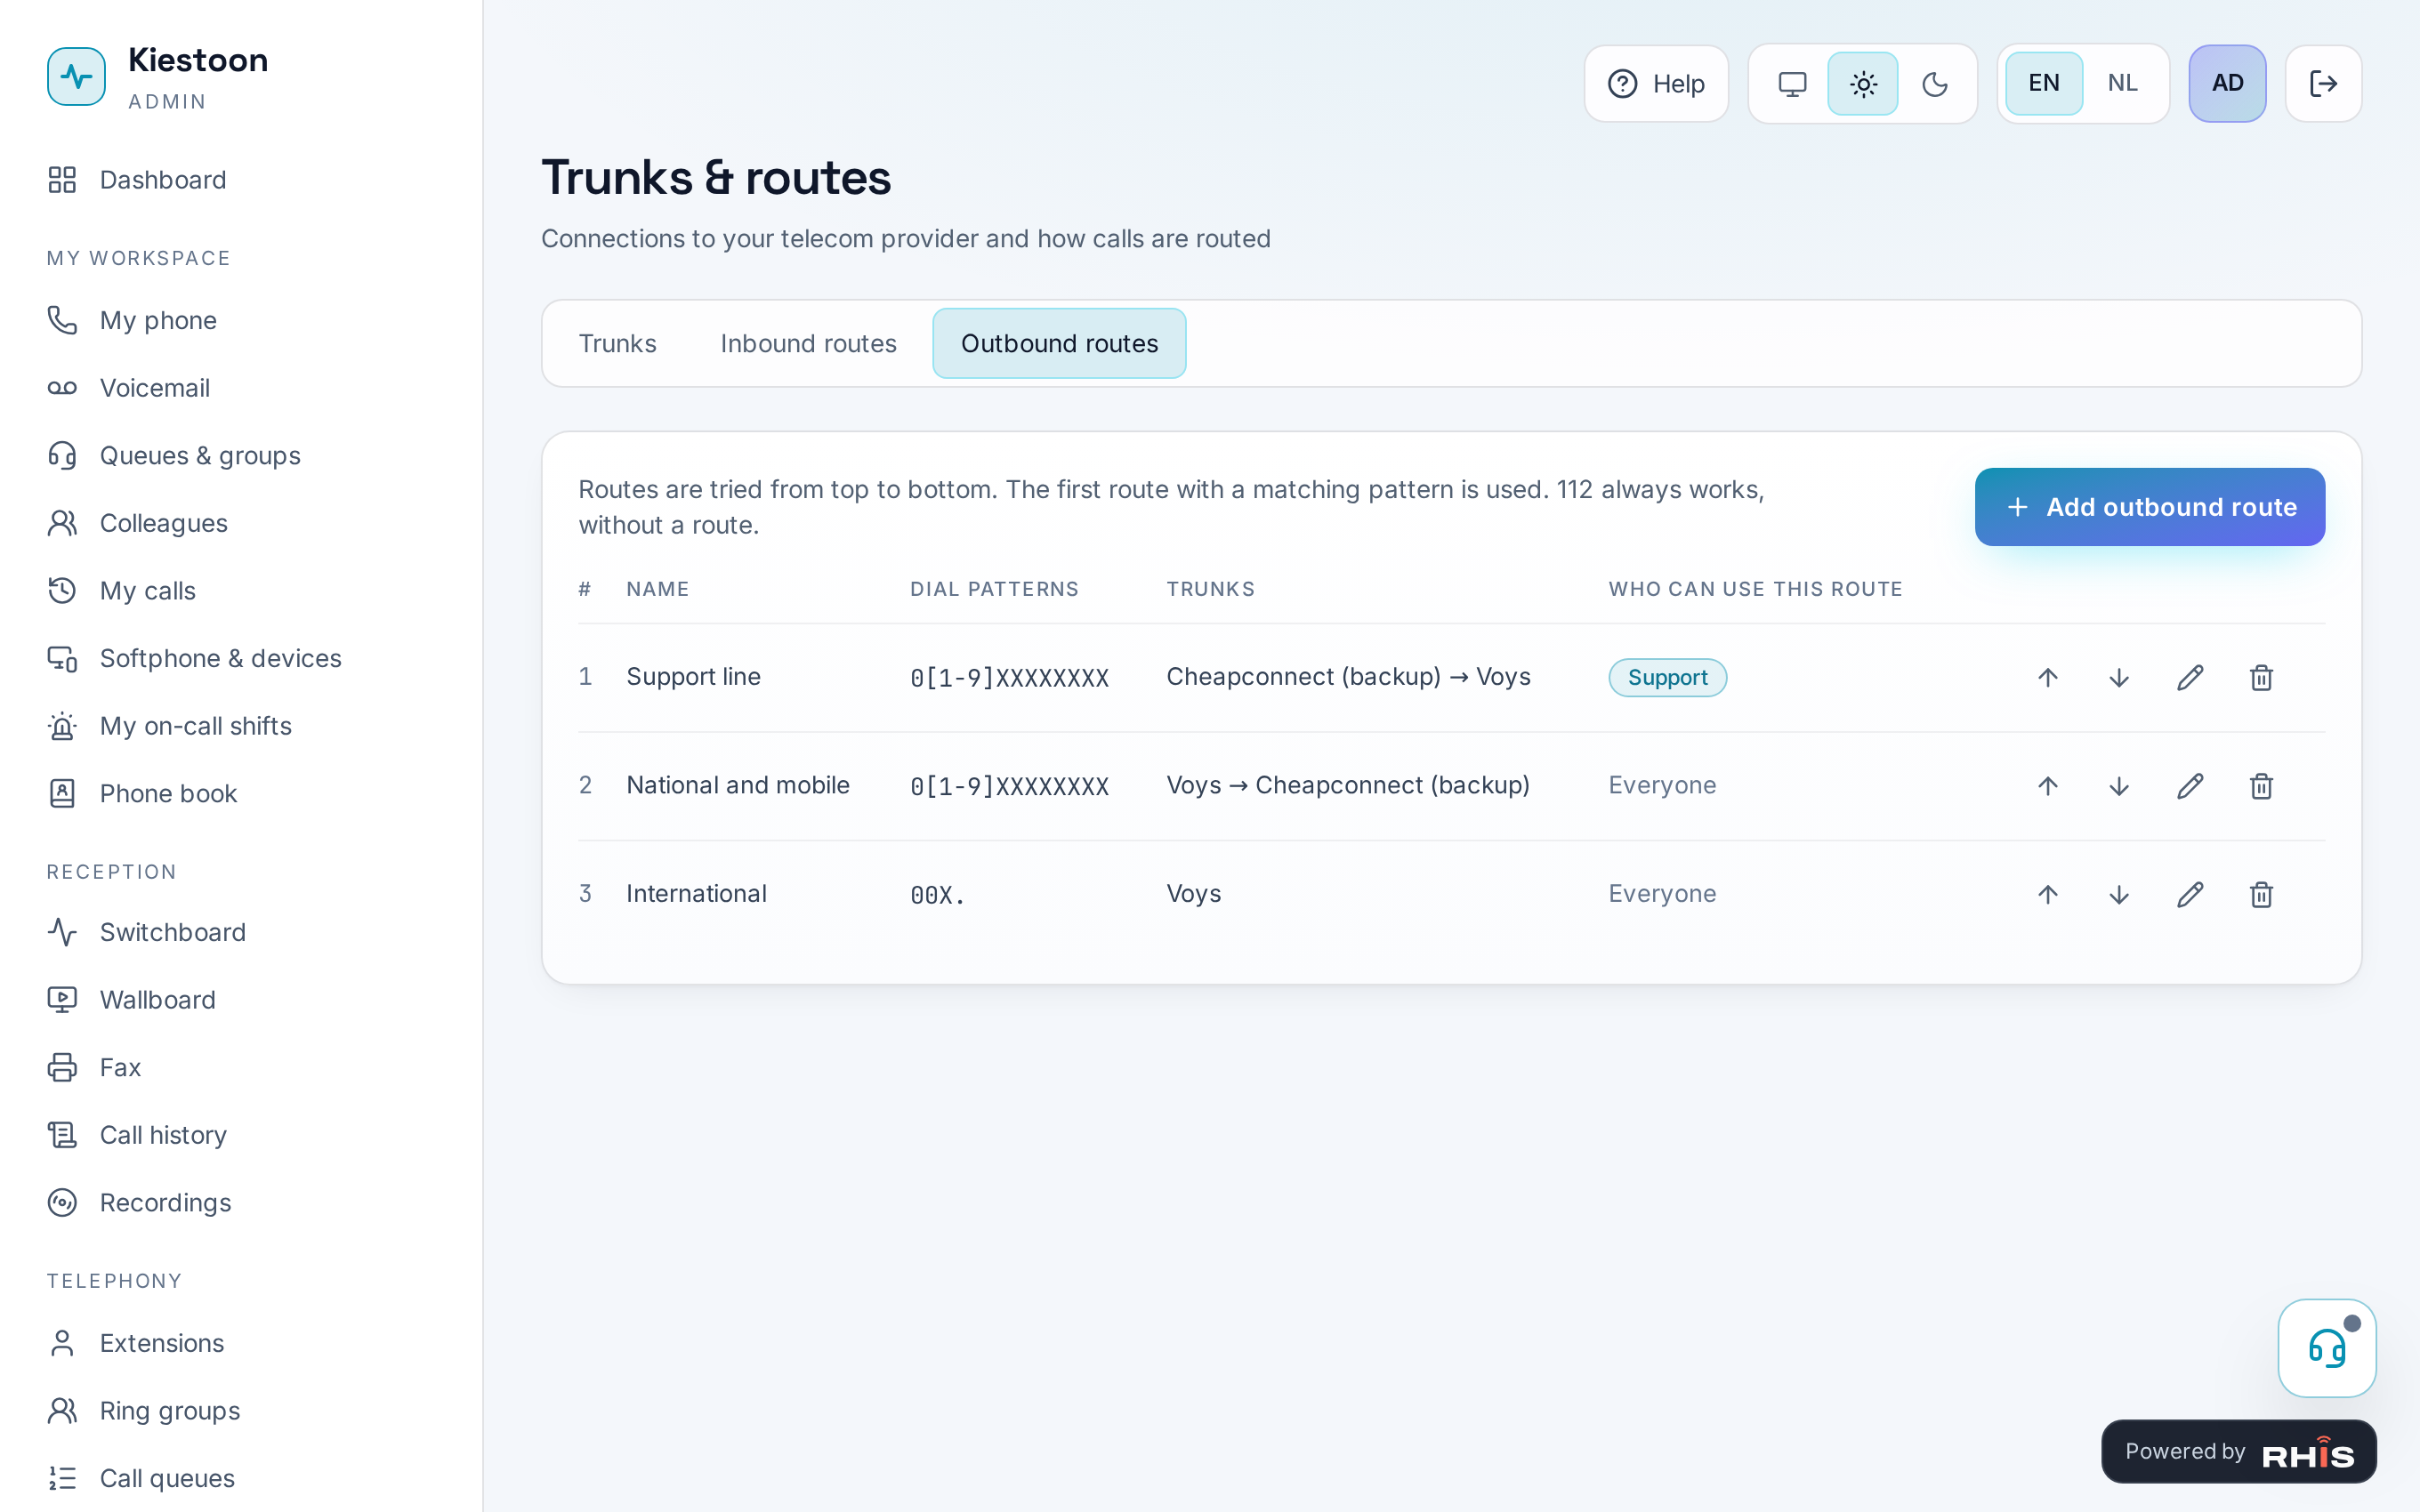 Kiestoon
ADMIN
Dashboard
MY WORKSPACE
My phone
Voicemail
Queues & groups
Colleagues
My calls
Softphone & devices
My on-call shifts
Phone book
RECEPTION
Switchboard
Wallboard
Fax
Call history
Recordings
TELEPHONY
Extensions
Ring groups
Call queues
Help
EN NL
AD
Trunks & routes
Connections to your telecom provider and how calls are routed
Trunks Inbound routes Outbound routes
Routes are tried from top to bottom. The first route with a matching pattern is used. 112 always works,
without a route.
Add outbound route
# NAME DIAL PATTERNS TRUNKS WHO CAN USE THIS ROUTE
1 Support line 0[1-9]XXXXXXXX Cheapconnect (backup) → Voys Support
2 National and mobile 0[1-9]XXXXXXXX Voys → Cheapconnect (backup) Everyone
3 International 00X. Voys Everyone
Powered by RHiS